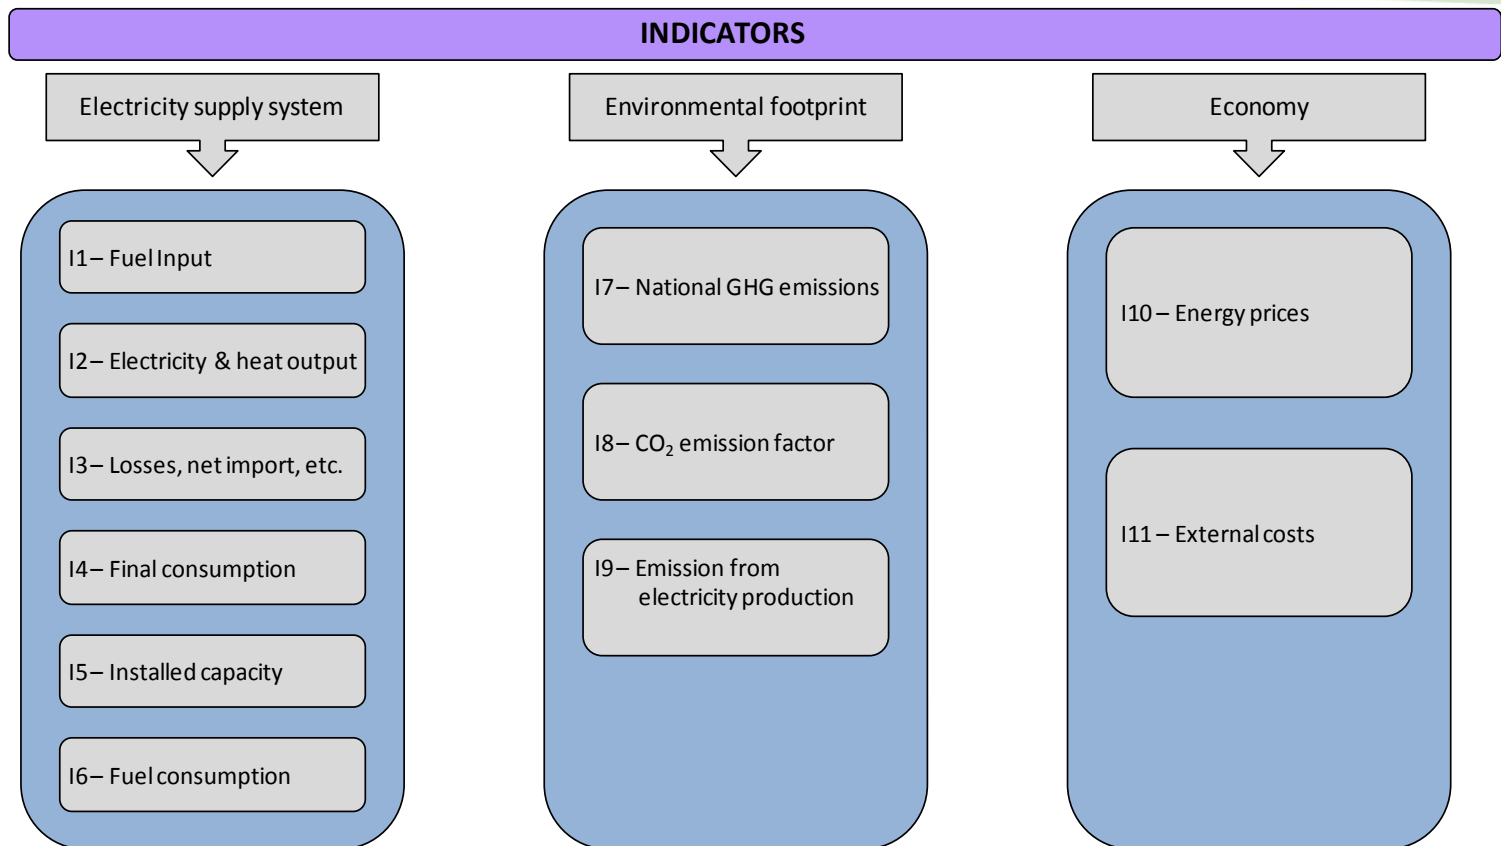 INDICATORS
Electricity supply system
I1– Fuel Input
I2– Electricity & heat output
I3– Losses, net import, etc.
I4– Final consumption
I5– Installed capacity
I6– Fuel consumption
Environmental footprint
I7– National GHG emissions
I8– CO₂ emission factor
I9– Emission from
electricity production
Economy
I10 – Energy prices
I11 – External costs